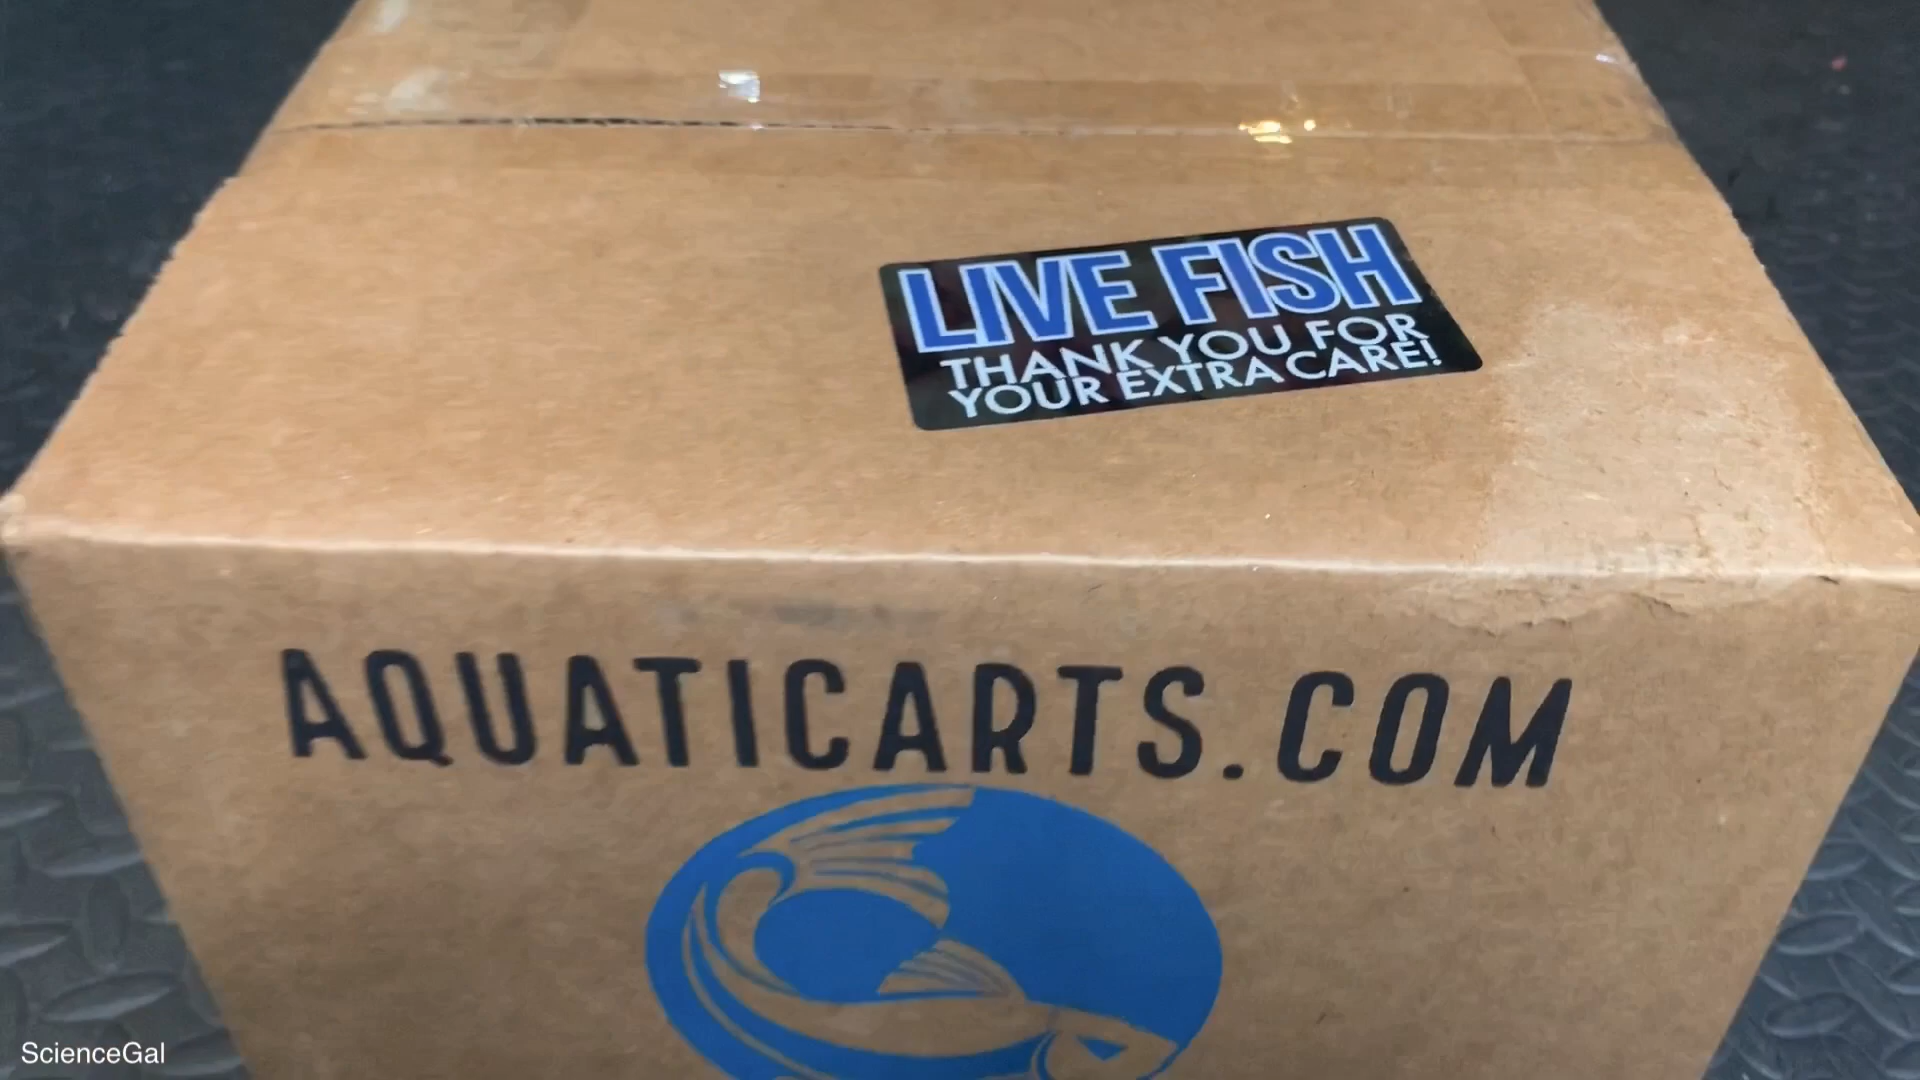 LIVE FISH
THANK YOU FOR
YOUR EXTRA CARE!
AQUATICARTS.COM
ScienceGal